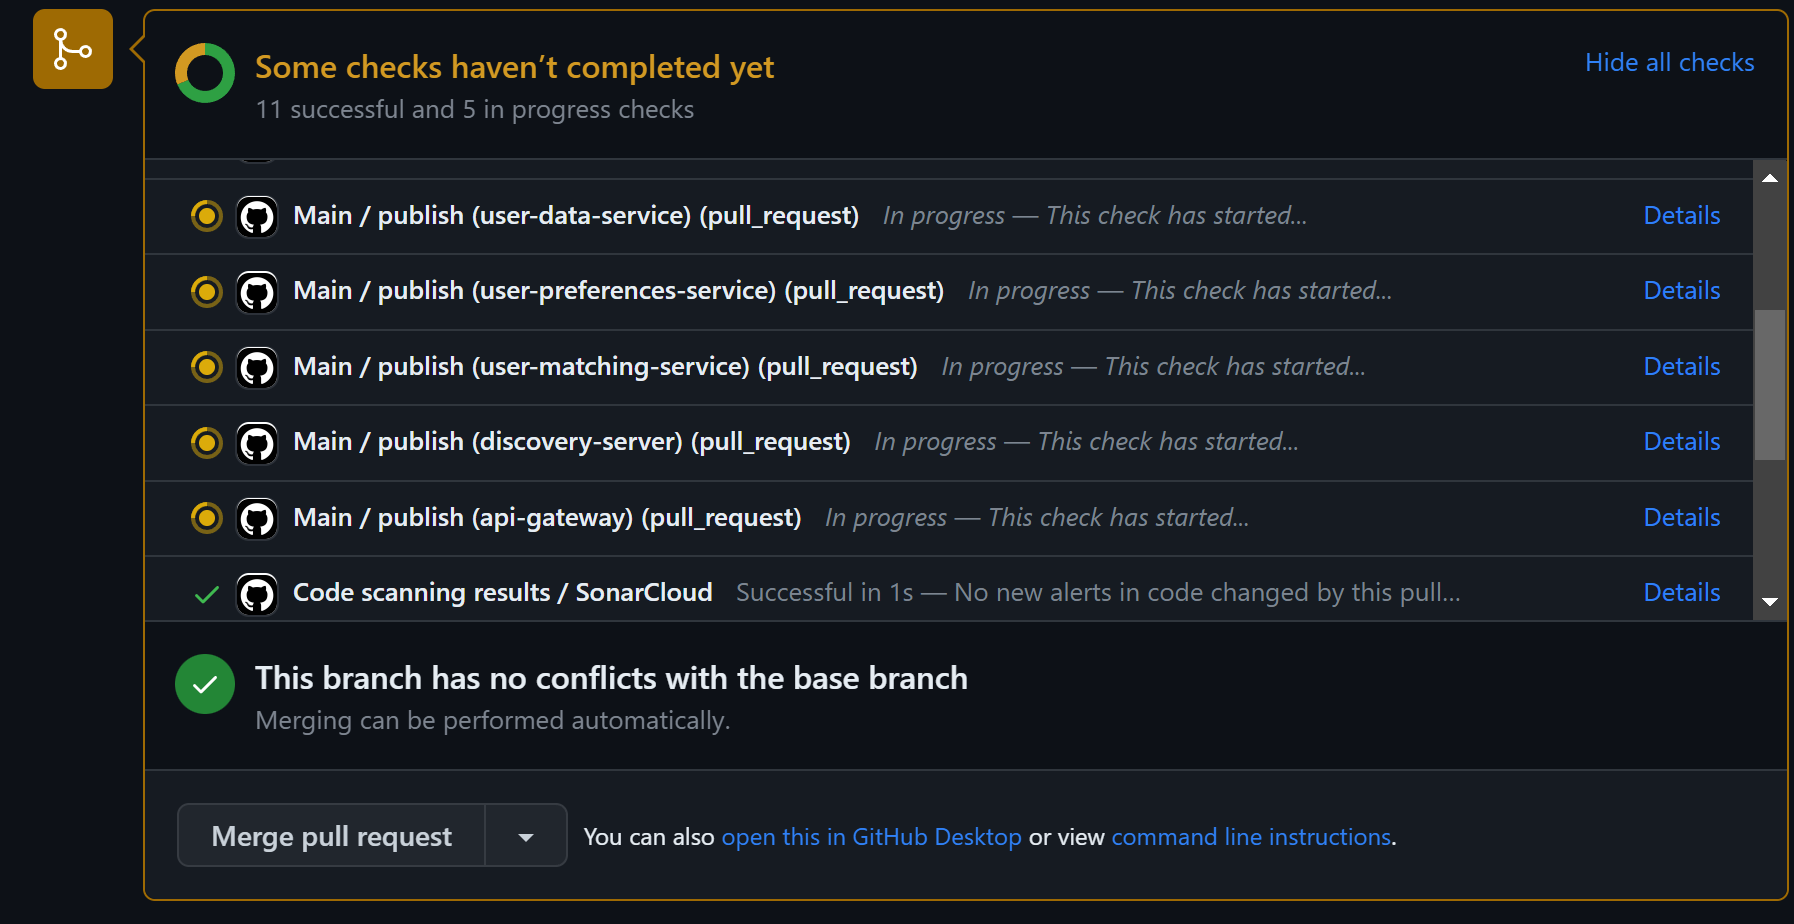 Some checks haven’t completed yet
Hide all checks
11 successful and 5 in progress checks
Main / publish (user-data-service) (pull_request) In progress — This check has started... Details
Main / publish (user-preferences-service) (pull_request) In progress — This check has started... Details
Main / publish (user-matching-service) (pull_request) In progress — This check has started... Details
Main / publish (discovery-server) (pull_request) In progress — This check has started... Details
Main / publish (api-gateway) (pull_request) In progress — This check has started... Details
Code scanning results / SonarCloud Successful in 1s — No new alerts in code changed by this pull... Details
This branch has no conflicts with the base branch
Merging can be performed automatically.
Merge pull request You can also open this in GitHub Desktop or view command line instructions.